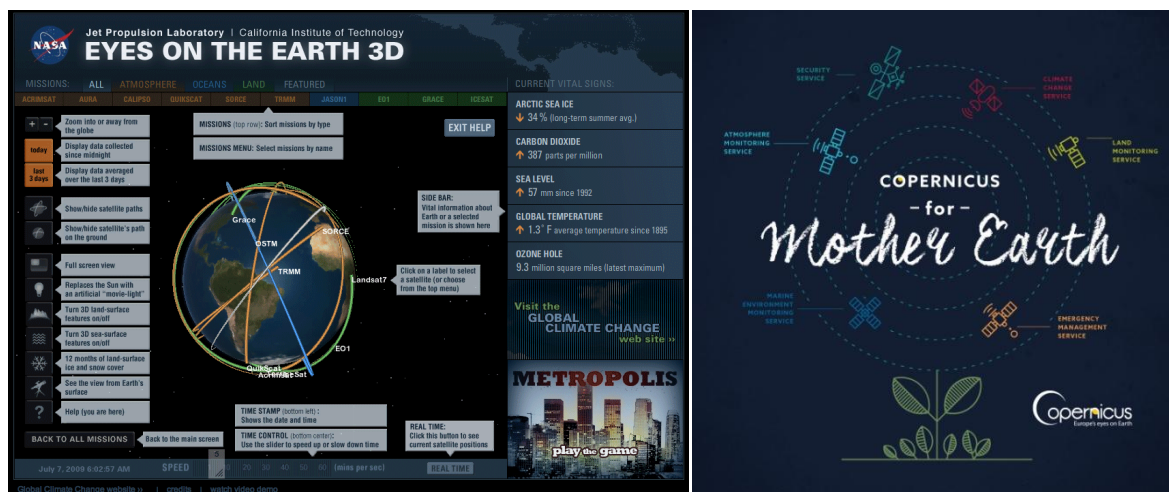 NASA
Jet Propulsion Laboratory | California Institute of Technology
EYES ON THE EARTH 3D
MISSIONS: ALL ATMOSPHERE OCEANS LAND FEATURED
ACRIMSAT AURA CALIPSO QUIKSCAT SORCE TRMM JASON1 EO1 GRACE ICESAT
+ -
Zoom into or away from
the globe
today
Display data collected
since midnight
last
3 days
Display data averaged
over the last 3 days
Show/hide satellite paths
Show/hide satellite's path
on the ground
Full screen view
Replaces the Sun with
an artificial "movie-light"
Turn 3D land-surface
features on/off
Turn 3D sea-surface
features on/off
12 months of land-surface
ice and snow cover
See the view from Earth's
surface
?
Help (you are here)
BACK TO ALL MISSIONS
Back to the main screen
MISSIONS (top row): Sort missions by type
MISSIONS MENU: Select missions by name
EXIT HELP
Grace
SORCE
OSTM
TRMM
Landsat7
EO1
QuikScat
SIDE BAR:
Vital information about
Earth or a selected
mission is shown here
Click on a label to select
a satellite (or choose
from the top menu)
TIME STAMP (bottom left) :
Shows the date and time
TIME CONTROL (bottom center):
Use the slider to speed up or slow down time
REAL TIME:
Click this button to see
current satellite positions
July 7, 2009 6:02:57 AM
SPEED
20 30 40 50 60 (mins per sec)
REAL TIME
Global Climate Change website ›› | credits | watch video demo
CURRENT VITAL SIGNS:
ARCTIC SEA ICE
↓ 34 % (long-term summer avg.)
CARBON DIOXIDE
↑ 387 parts per million
SEA LEVEL
↑ 57 mm since 1992
GLOBAL TEMPERATURE
↑ 1.3° F average temperature since 1895
OZONE HOLE
9.3 million square miles (latest maximum)
Visit the
GLOBAL
CLIMATE CHANGE
web site ››
METROPOLIS
play the game
SECURITY
SERVICE
CLIMATE
CHANGE
SERVICE
ATMOSPHERE
MONITORING
SERVICE
LAND
MONITORING
SERVICE
COPERNICUS
- for -
Mother Earth
MARINE
ENVIRONMENT
MONITORING
SERVICE
EMERGENCY
MANAGEMENT
SERVICE
Copernicus
Europe's eyes on Earth